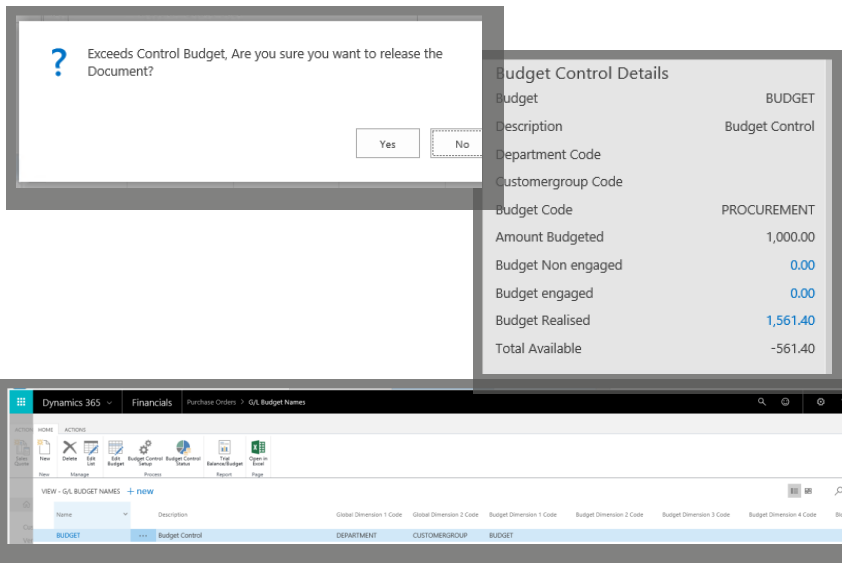 Exceeds Control Budget, Are you sure you want to release the
Document?
Yes No
Budget Control Details
Budget BUDGET
Description Budget Control
Department Code
Customergroup Code
Budget Code PROCUREMENT
Amount Budgeted 1,000.00
Budget Non engaged 0.00
Budget engaged 0.00
Budget Realised 1,561.40
Total Available -561.40
Dynamics 365 Financials Purchase Orders > G/L Budget Names
HOME ACTIONS
New Delete Edit List Edit Budget Budget Control Setup Budget Control Status Trial Balance/Budget Open in Excel
New Manage Process Report Page
VIEW - G/L BUDGET NAMES + new
Name Description Global Dimension 1 Code Global Dimension 2 Code Budget Dimension 1 Code Budget Dimension 2 Code Budget Dimension 3 Code Budget Dimension 4 Code
BUDGET ... Budget Control DEPARTMENT CUSTOMERGROUP BUDGET